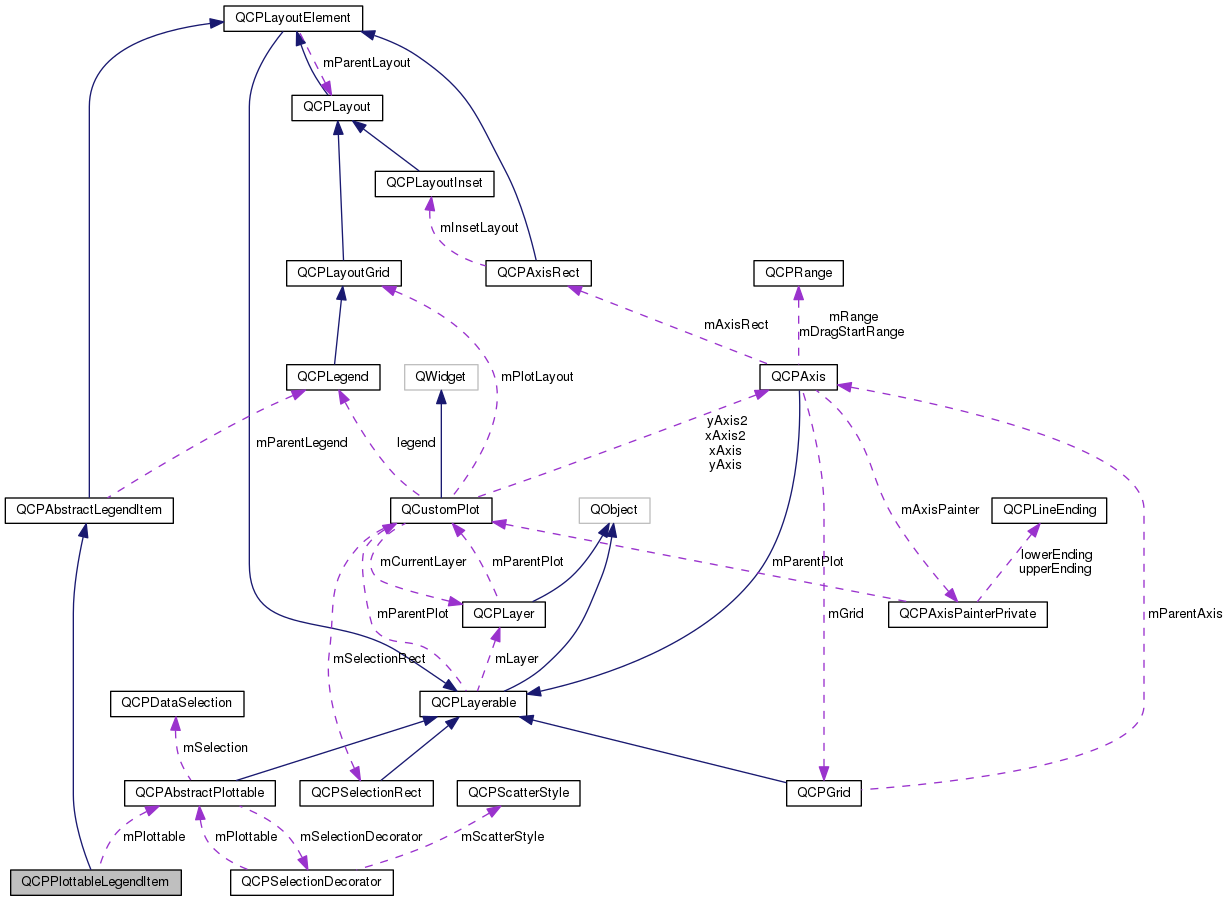 QCPLayoutElement
mParentLayout
QCPLayout
QCPLayoutInset
mInsetLayout
QCPLayoutGrid
QCPAxisRect
QCPRange
mRange
mDragStartRange
mAxisRect
QCPLegend
QWidget
mPlotLayout
QCPAxis
mParentLegend
legend
yAxis2
xAxis2
xAxis
yAxis
QCPAbstractLegendItem
QCustomPlot
QObject
mAxisPainter
QCPLineEnding
mCurrentLayer
mParentPlot
mParentPlot
lowerEnding
upperEnding
mParentPlot
QCPLayer
mGrid
QCPAxisPainterPrivate
mParentAxis
mSelectionRect
mLayer
QCPDataSelection
QCPLayerable
mSelection
QCPAbstractPlottable
QCPSelectionRect
QCPScatterStyle
QCPGrid
mPlottable
mPlottable
mSelectionDecorator
mScatterStyle
QCPPlottableLegendItem
QCPSelectionDecorator